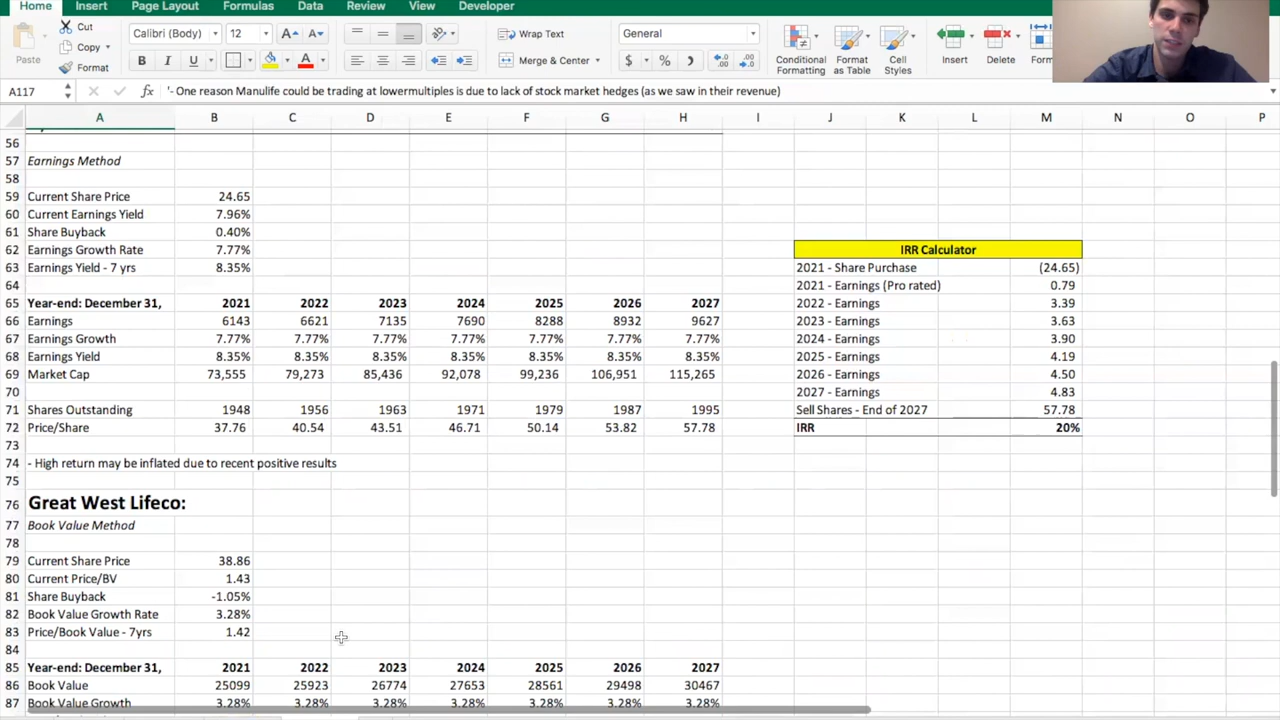 Home Insert Page Layout Formulas Data Review View Developer
Cut Calibri (Body) 12 A A Wrap Text General
Copy
Paste Format B I U A Merge & Center $ % Conditional Formatting Format as Table Cell Styles Insert Delete Form
A117 fx '- One reason Manulife could be trading at lowermultiples is due to lack of stock market hedges (as we saw in their revenue)
A B C D E F G H I J K L M N O P
56
57 Earnings Method
58
59 Current Share Price 24.65
60 Current Earnings Yield 7.96%
61 Share Buyback 0.40%
62 Earnings Growth Rate 7.77% IRR Calculator
63 Earnings Yield - 7 yrs 8.35% 2021 - Share Purchase (24.65)
64 2021 - Earnings (Pro rated) 0.79
65 Year-end: December 31, 2021 2022 2023 2024 2025 2026 2027 2022 - Earnings 3.39
66 Earnings 6143 6621 7135 7690 8288 8932 9627 2023 - Earnings 3.63
67 Earnings Growth 7.77% 7.77% 7.77% 7.77% 7.77% 7.77% 7.77% 2024 - Earnings 3.90
68 Earnings Yield 8.35% 8.35% 8.35% 8.35% 8.35% 8.35% 8.35% 2025 - Earnings 4.19
69 Market Cap 73,555 79,273 85,436 92,078 99,236 106,951 115,265 2026 - Earnings 4.50
70 2027 - Earnings 4.83
71 Shares Outstanding 1948 1956 1963 1971 1979 1987 1995 Sell Shares - End of 2027 57.78
72 Price/Share 37.76 40.54 43.51 46.71 50.14 53.82 57.78 IRR 20%
73
74 - High return may be inflated due to recent positive results
75
76 Great West Lifeco:
77 Book Value Method
78
79 Current Share Price 38.86
80 Current Price/BV 1.43
81 Share Buyback -1.05%
82 Book Value Growth Rate 3.28%
83 Price/Book Value - 7yrs 1.42
84
85 Year-end: December 31, 2021 2022 2023 2024 2025 2026 2027
86 Book Value 25099 25923 26774 27653 28561 29498 30467
87 Book Value Growth 3.28% 3.28% 3.28% 3.28% 3.28% 3.28% 3.28%